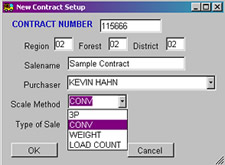 New Contract Setup
CONTRACT NUMBER 115666
Region 02 Forest 02 District 02
Salename Sample Contract
Purchaser KEVIN HAHN
Scale Method CONV
3P
Type of Sale CONV
WEIGHT
LOAD COUNT
OK Cancel